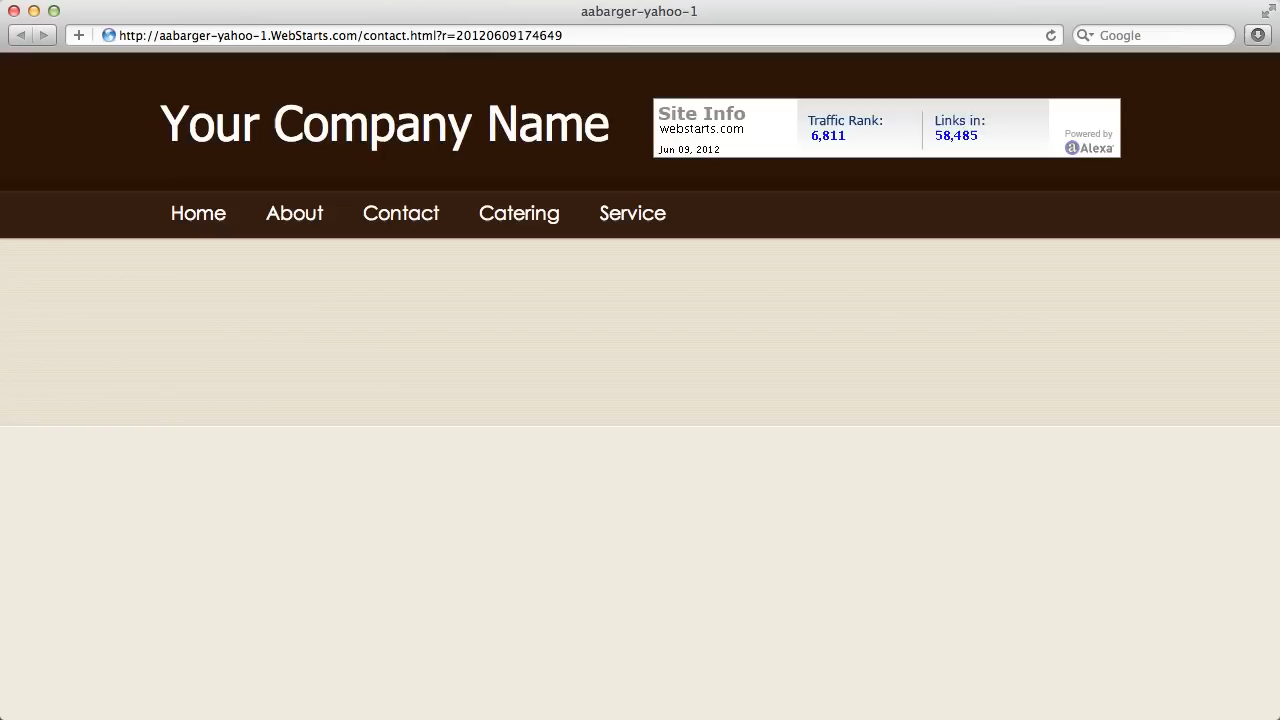 aabarger-yahoo-1
http://aabarger-yahoo-1.WebStarts.com/contact.html?r=20120609174649
Google
Your Company Name
Site Info
webstarts.com
Jun 09, 2012
Traffic Rank:
6,811
Links in:
58,485
Powered by
Alexa
Home About Contact Catering Service